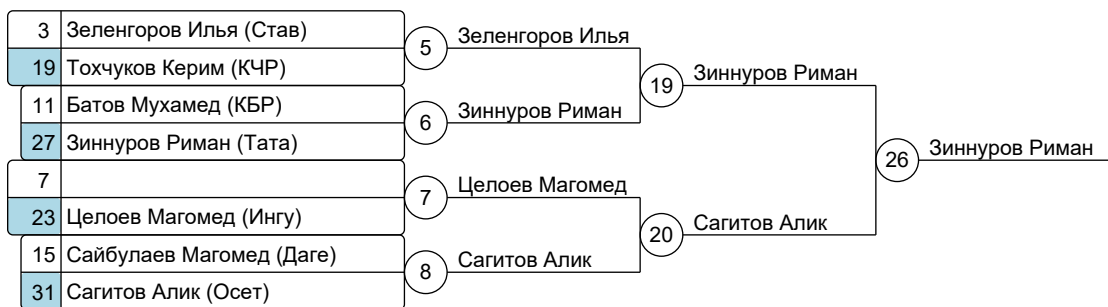 3 Зеленгоров Илья (Став)
19 Тохчуков Керим (КЧР)
5 Зеленгоров Илья
11 Батов Мухамед (КБР)
27 Зиннуров Риман (Тата)
6 Зиннуров Риман
19 Зиннуров Риман
7
23 Целоев Магомед (Ингу)
7 Целоев Магомед
15 Сайбулаев Магомед (Даге)
31 Сагитов Алик (Осет)
8 Сагитов Алик
20 Сагитов Алик
26 Зиннуров Риман